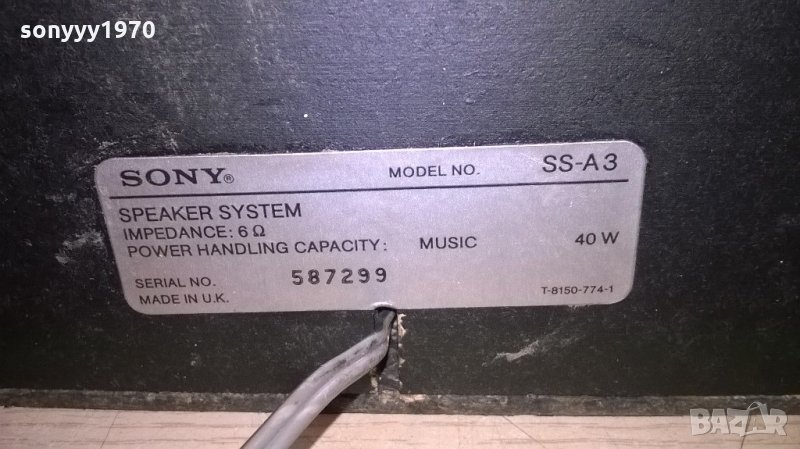 sonyyy1970
SONY® MODEL NO. SS-A3
SPEAKER SYSTEM
IMPEDANCE: 6 Ω
POWER HANDLING CAPACITY: MUSIC 40 W
SERIAL NO. 587299
MADE IN U.K. T-8150-774-1
BAZAR